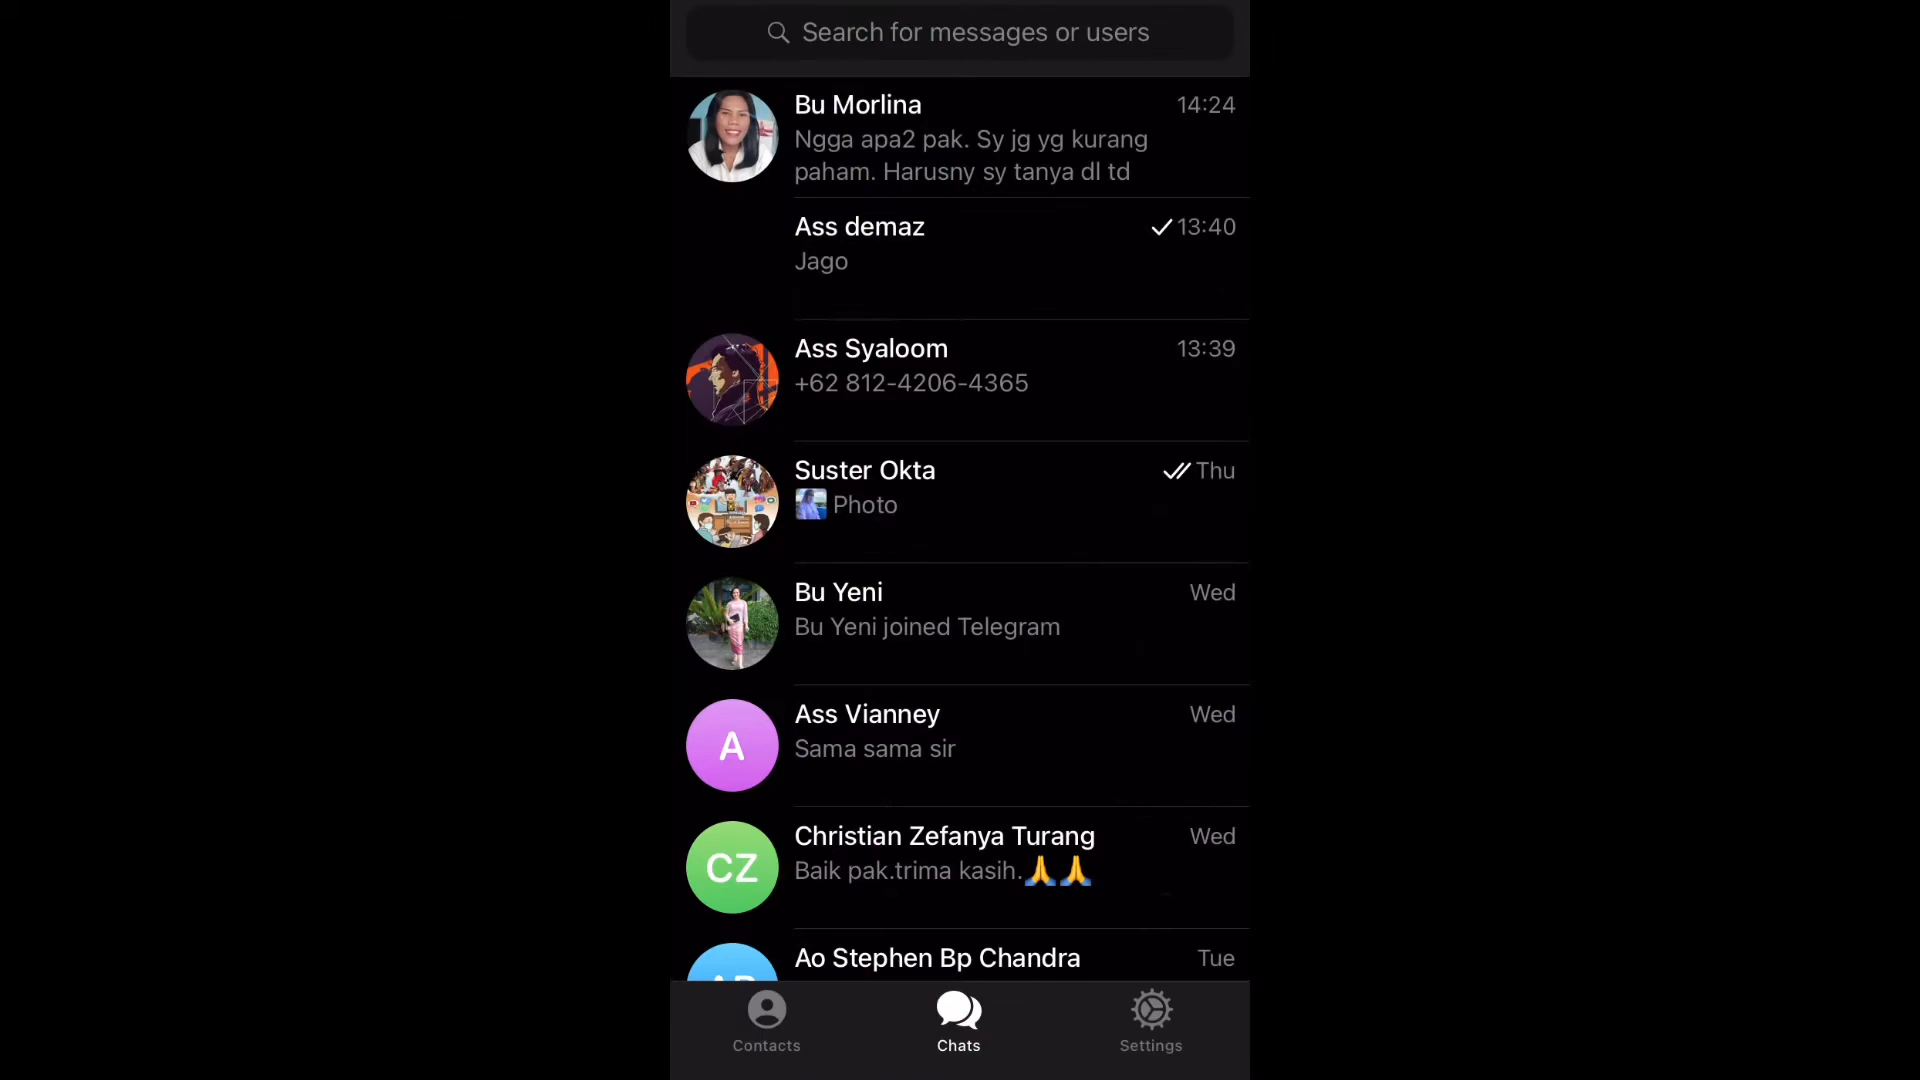 Search for messages or users
Bu Morlina 14:24
Ngga apa2 pak. Sy jg yg kurang
paham. Harusny sy tanya dl td
Ass demaz 13:40
Jago
Ass Syaloom 13:39
+62 812-4206-4365
Suster Okta Thu
Photo
Bu Yeni Wed
Bu Yeni joined Telegram
A
Ass Vianney Wed
Sama sama sir
CZ
Christian Zefanya Turang Wed
Baik pak.trima kasih.🙏🙏
Ao Stephen Bp Chandra Tue
Contacts
Chats
Settings